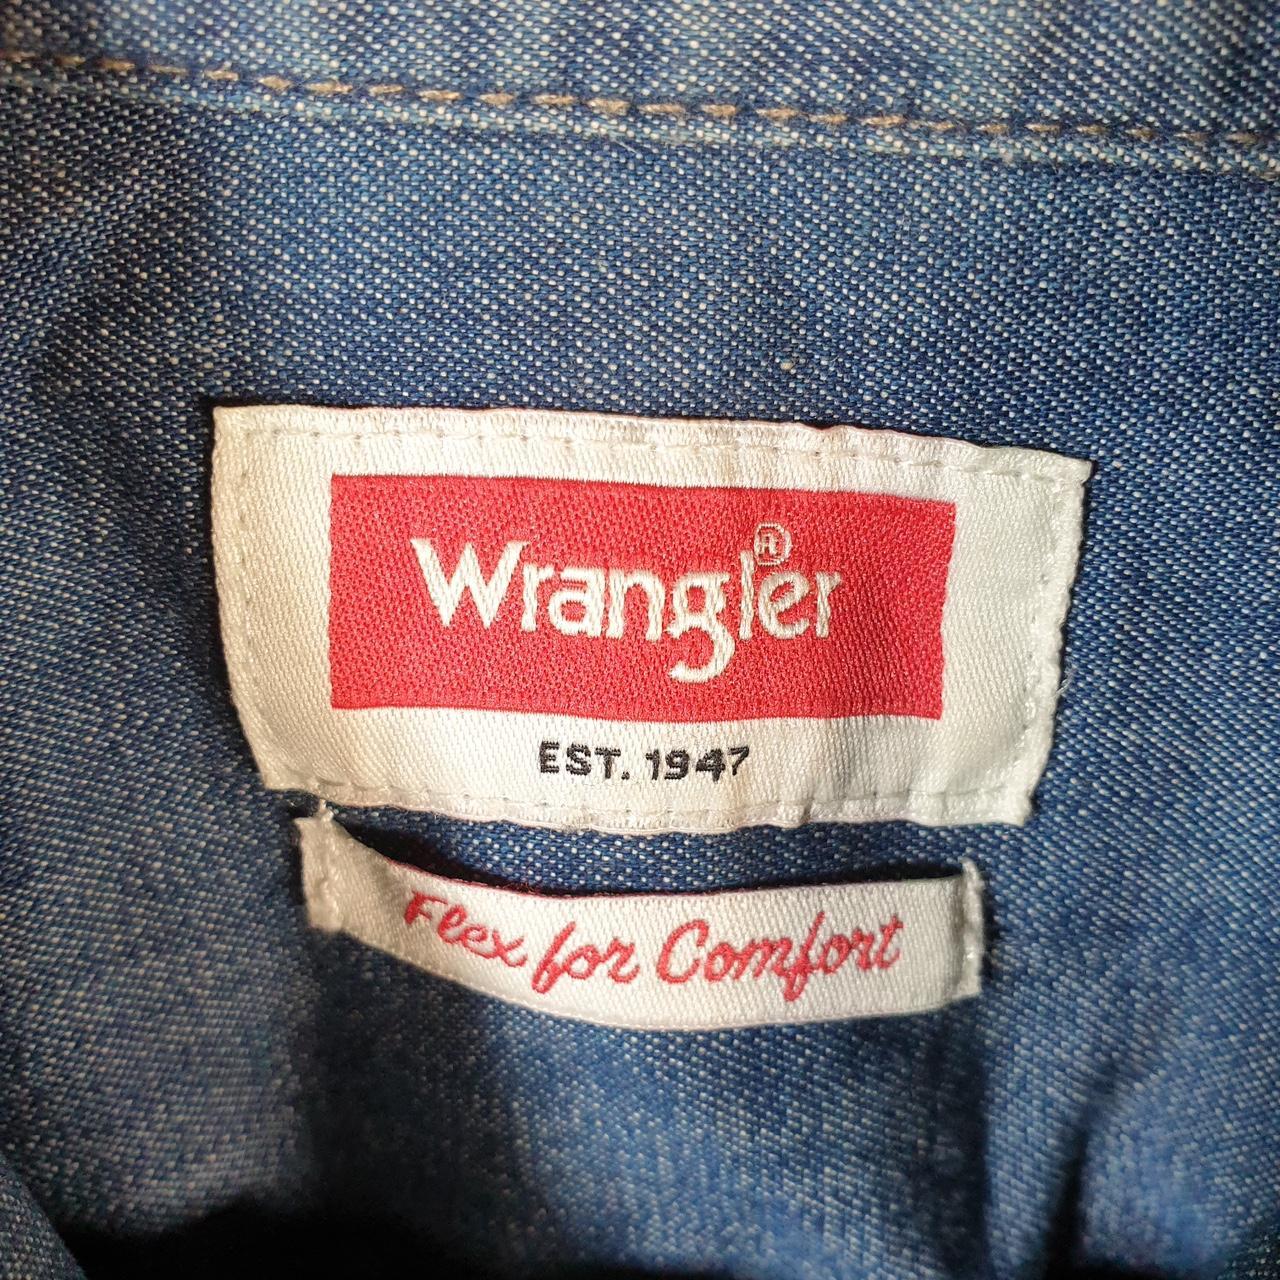 Wrangler®
EST. 1947
Flex for Comfort